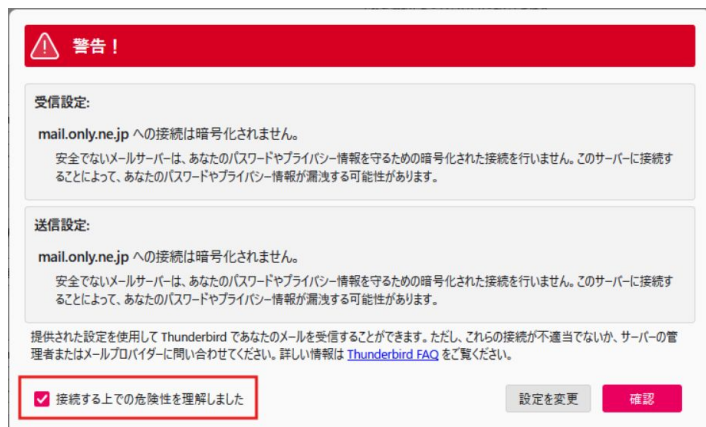 警告！
受信設定:
mail.only.ne.jp への接続は暗号化されません。
安全でないメールサーバーは、あなたのパスワードやプライバシー情報を守るための暗号化された接続を行いません。このサーバーに接続す
ることによって、あなたのパスワードやプライバシー情報が漏洩する可能性があります。
送信設定:
mail.only.ne.jp への接続は暗号化されません。
安全でないメールサーバーは、あなたのパスワードやプライバシー情報を守るための暗号化された接続を行いません。このサーバーに接続す
ることによって、あなたのパスワードやプライバシー情報が漏洩する可能性があります。
提供された設定を使用して Thunderbird であなたのメールを受信することができます。ただし、これらの接続が不適当でないか、サーバーの管
理者またはメールプロバイダーに問い合わせてください。詳しい情報は Thunderbird FAQ をご覧ください。
接続する上での危険性を理解しました
設定を変更
確認